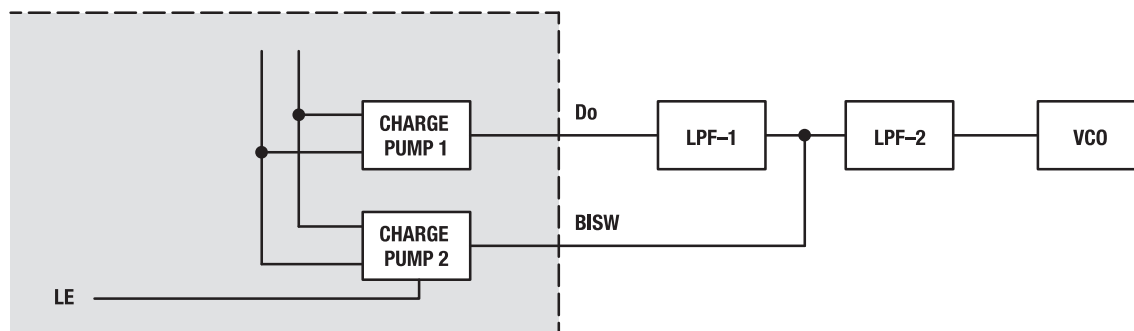 CHARGE
PUMP 1
Do
LPF–1
LPF–2
VCO
CHARGE
PUMP 2
BISW
LE